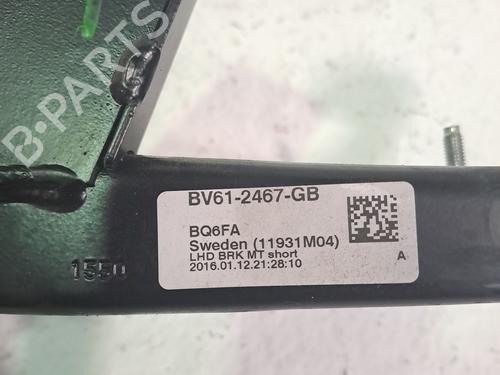 B-PARTS
BV61-2467-GB
BQ6FA
Sweden (11931M04)
LHD BRK MT short
2016.01.12.21:28:10
A
1550